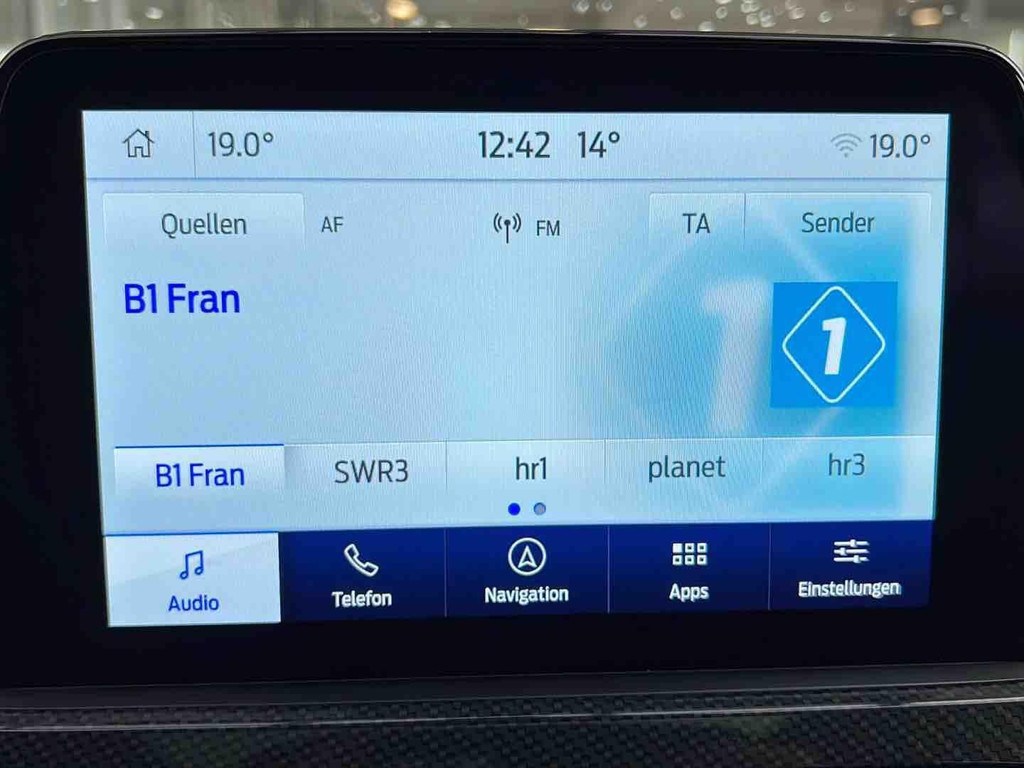 19.0° 12:42 14° 19.0°
Quellen AF FM TA Sender
B1 Fran
1
B1 Fran SWR3 hr1 planet hr3
Audio Telefon Navigation Apps Einstellungen